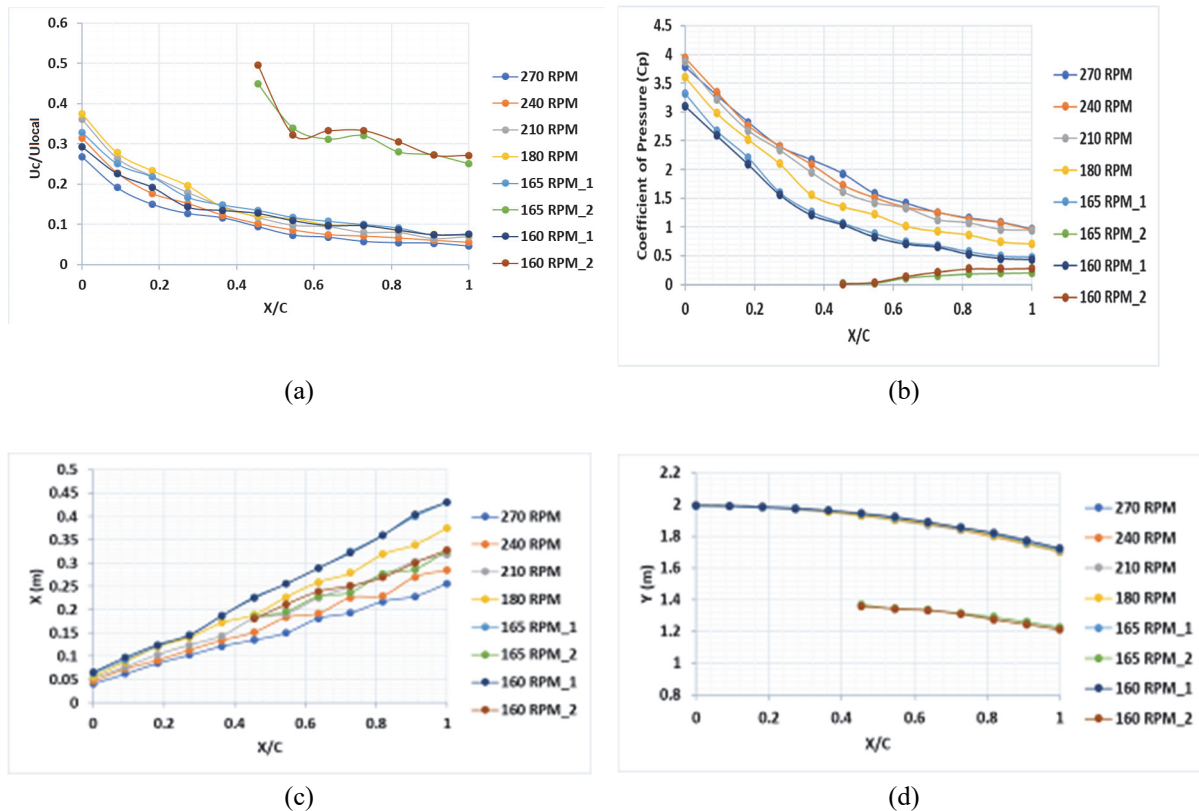 0.6
0.5
0.4
0.3
0.2
0.1
0
Uc/Ulocal
0 0.2 0.4 0.6 0.8 1
X/C
270 RPM
240 RPM
210 RPM
180 RPM
165 RPM_1
165 RPM_2
160 RPM_1
160 RPM_2
(a)
4.5
4
3.5
3
2.5
2
1.5
1
0.5
0
Coefficient of Pressure (Cp)
0 0.2 0.4 0.6 0.8 1
X/C
270 RPM
240 RPM
210 RPM
180 RPM
165 RPM_1
165 RPM_2
160 RPM_1
160 RPM_2
(b)
0.5
0.45
0.4
0.35
0.3
0.25
0.2
0.15
0.1
0.05
0
X (m)
0 0.2 0.4 0.6 0.8 1
X/C
270 RPM
240 RPM
210 RPM
180 RPM
165 RPM_1
165 RPM_2
160 RPM_1
160 RPM_2
(c)
2.2
2
1.8
1.6
1.4
1.2
1
0.8
Y (m)
0 0.2 0.4 0.6 0.8 1
X/C
270 RPM
240 RPM
210 RPM
180 RPM
165 RPM_1
165 RPM_2
160 RPM_1
160 RPM_2
(d)